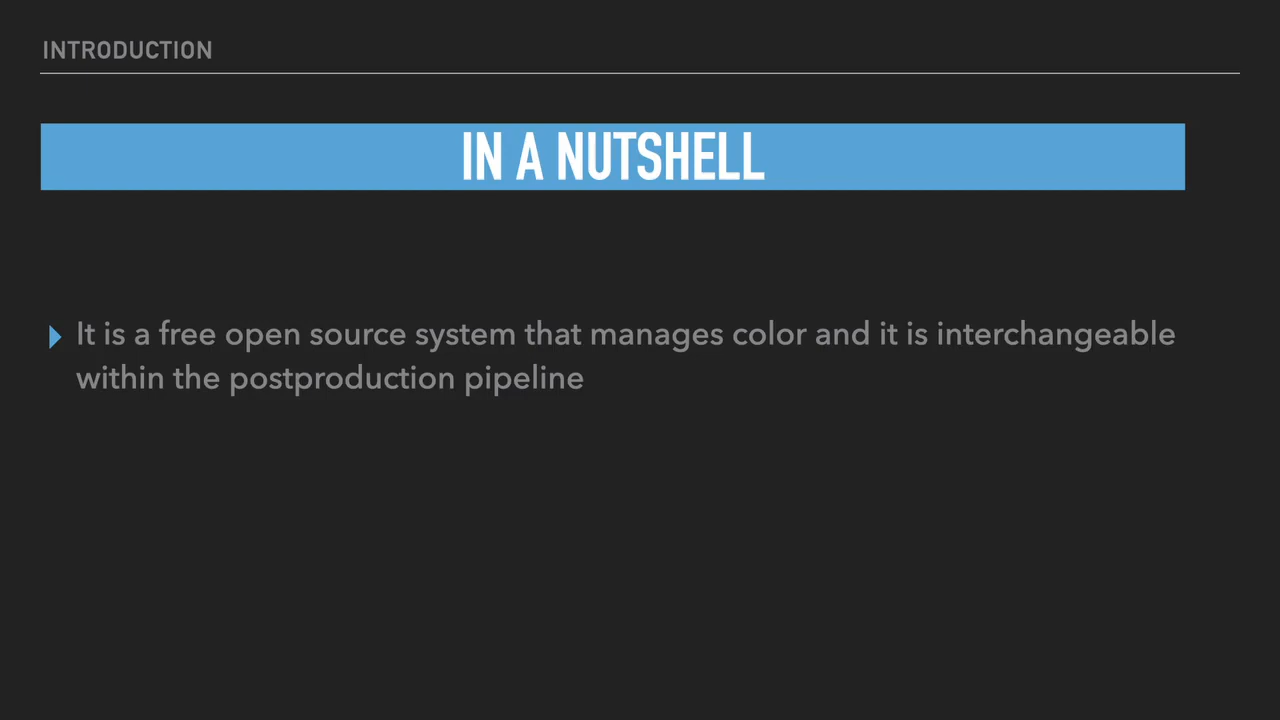 INTRODUCTION
IN A NUTSHELL
It is a free open source system that manages color and it is interchangeable
within the postproduction pipeline